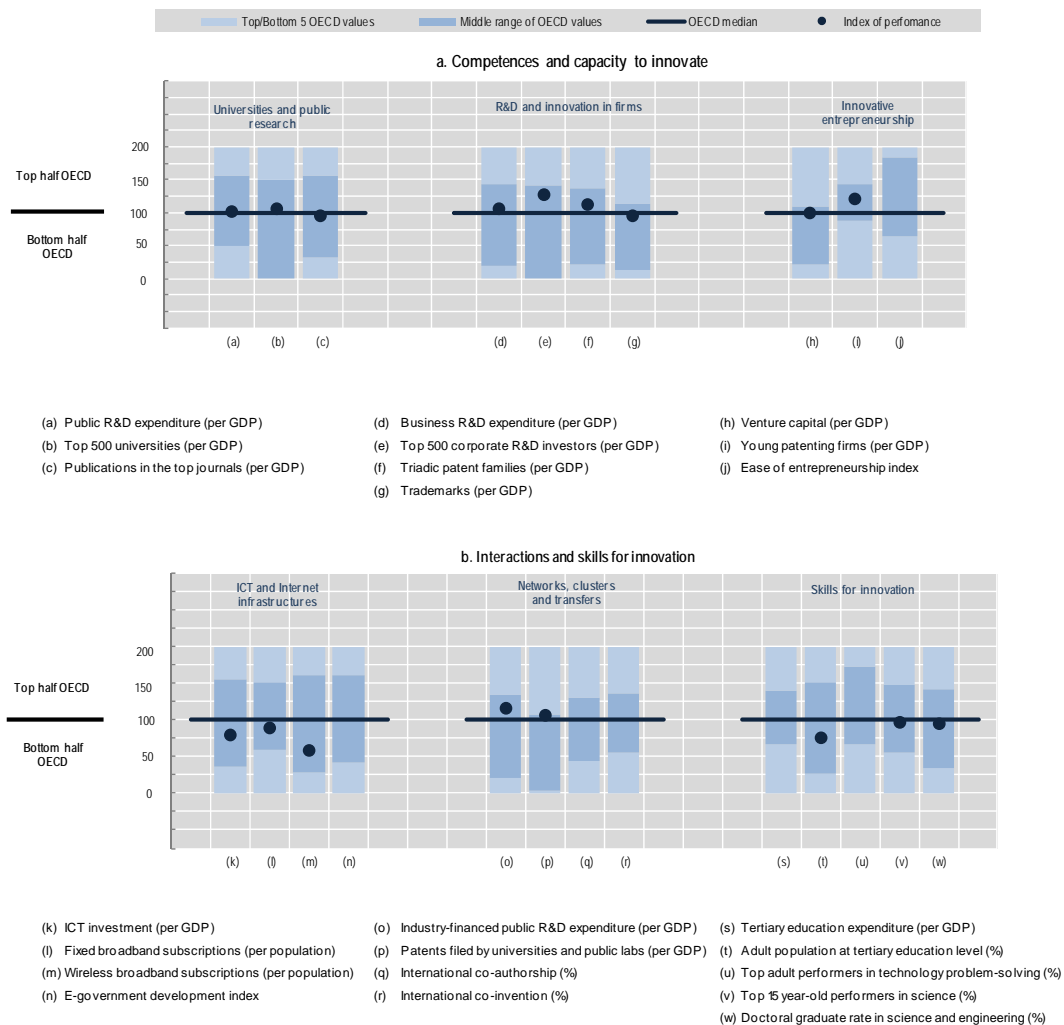 Top/Bottom 5 OECD values Middle range of OECD values OECD median Index of perfomance
a. Competences and capacity to innovate
Universities and public
research
R&D and innovation in firms
Innovative
entrepreneurship
200
150
100
50
0
Top half OECD
Bottom half
OECD
(a) (b) (c) (d) (e) (f) (g) (h) (i) (j)
(a) Public R&D expenditure (per GDP)
(b) Top 500 universities (per GDP)
(c) Publications in the top journals (per GDP)
(d) Business R&D expenditure (per GDP)
(e) Top 500 corporate R&D investors (per GDP)
(f) Triadic patent families (per GDP)
(g) Trademarks (per GDP)
(h) Venture capital (per GDP)
(i) Young patenting firms (per GDP)
(j) Ease of entrepreneurship index
b. Interactions and skills for innovation
ICT and Internet
infrastructures
Networks, clusters
and transfers
Skills for innovation
200
150
100
50
0
Top half OECD
Bottom half
OECD
(k) (l) (m) (n) (o) (p) (q) (r) (s) (t) (u) (v) (w)
(k) ICT investment (per GDP)
(l) Fixed broadband subscriptions (per population)
(m) Wireless broadband subscriptions (per population)
(n) E-government development index
(o) Industry-financed public R&D expenditure (per GDP)
(p) Patents filed by universities and public labs (per GDP)
(q) International co-authorship (%)
(r) International co-invention (%)
(s) Tertiary education expenditure (per GDP)
(t) Adult population at tertiary education level (%)
(u) Top adult performers in technology problem-solving (%)
(v) Top 15 year-old performers in science (%)
(w) Doctoral graduate rate in science and engineering (%)